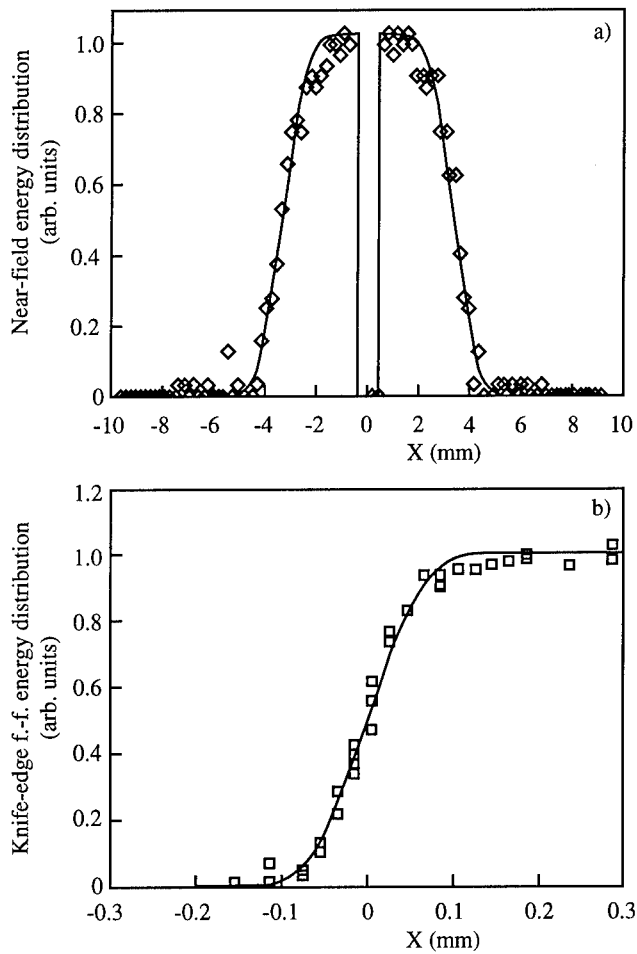 a)
Near-field energy distribution
(arb. units)
1.0
0.8
0.6
0.4
0.2
0
-10 -8 -6 -4 -2 0 2 4 6 8 10
X (mm)
b)
Knife-edge f.-f. energy distribution
(arb. units)
1.2
1.0
0.8
0.6
0.4
0.2
0
-0.3 -0.2 -0.1 0 0.1 0.2 0.3
X (mm)